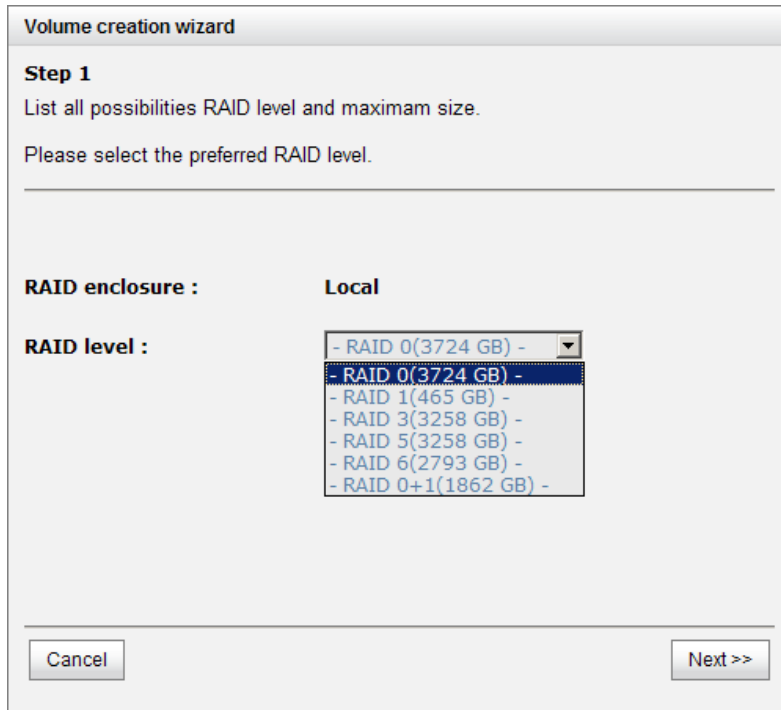 Volume creation wizard
Step 1
List all possibilities RAID level and maximam size.
Please select the preferred RAID level.
RAID enclosure : Local
RAID level : - RAID 0(3724 GB) -
- RAID 0(3724 GB) -
- RAID 1(465 GB) -
- RAID 3(3258 GB) -
- RAID 5(3258 GB) -
- RAID 6(2793 GB) -
- RAID 0+1(1862 GB) -
Cancel Next >>